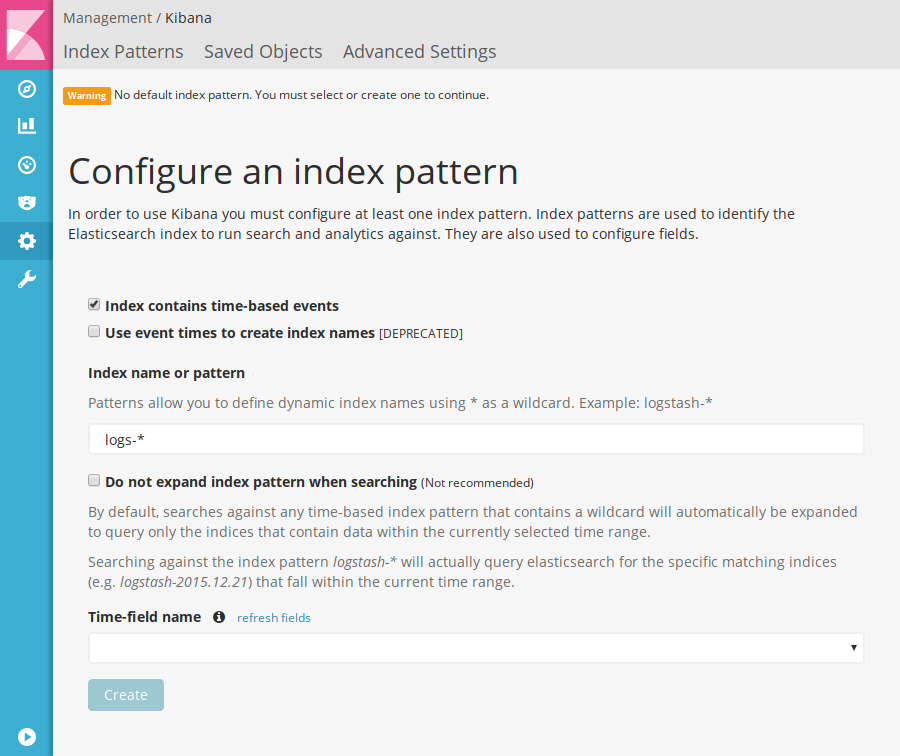 Management / Kibana
Index Patterns Saved Objects Advanced Settings
Warning No default index pattern. You must select or create one to continue.
Configure an index pattern
In order to use Kibana you must configure at least one index pattern. Index patterns are used to identify the
Elasticsearch index to run search and analytics against. They are also used to configure fields.
Index contains time-based events
Use event times to create index names [DEPRECATED]
Index name or pattern
Patterns allow you to define dynamic index names using * as a wildcard. Example: logstash-*
logs-*
Do not expand index pattern when searching (Not recommended)
By default, searches against any time-based index pattern that contains a wildcard will automatically be expanded
to query only the indices that contain data within the currently selected time range.
Searching against the index pattern logstash-* will actually query elasticsearch for the specific matching indices
(e.g. logstash-2015.12.21) that fall within the current time range.
Time-field name refresh fields
Create